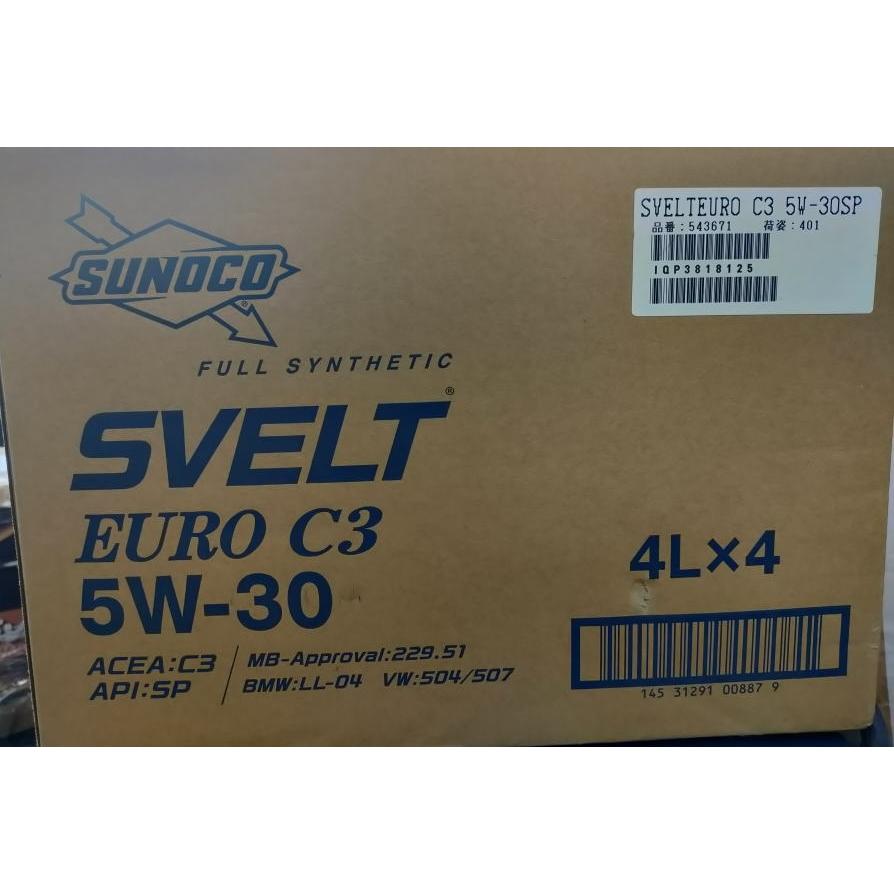 SUNOCO®
FULL SYNTHETIC
SVELT®
EURO C3
5W-30
ACEA:C3
API:SP
MB-Approval:229.51
BMW:LL-04 VW:504/507
SVELTEURO C3 5W-30SP
品番:543671 荷姿:401
IQP3818125
4L×4
145 31291 00887 9